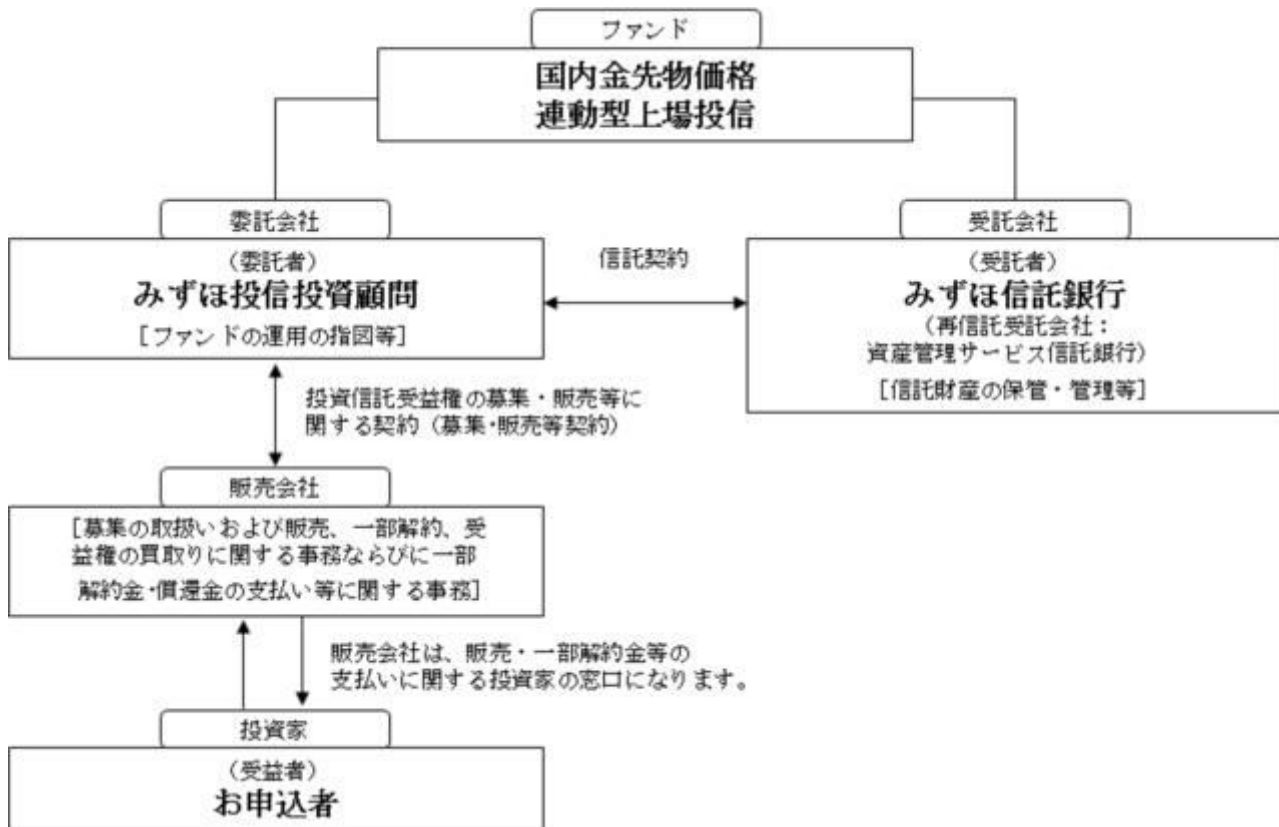 ファンド
国内金先物価格
連動型上場投信
委託会社
(委託者)
みずほ投信投資顧問
[ファンドの運用の指図等]
信託契約
受託会社
(受託者)
みずほ信託銀行
(再信託受託会社:
資産管理サービス信託銀行)
[信託財産の保管・管理等]
投資信託受益権の募集・販売等に
関する契約(募集・販売等契約)
販売会社
[募集の取扱いおよび販売、一部解約、受
益権の買取りに関する事務ならびに一部
解約金・償還金の支払い等に関する事務]
販売会社は、販売・一部解約金等の
支払いに関する投資家の窓口になります。
投資家
(受益者)
お申込者